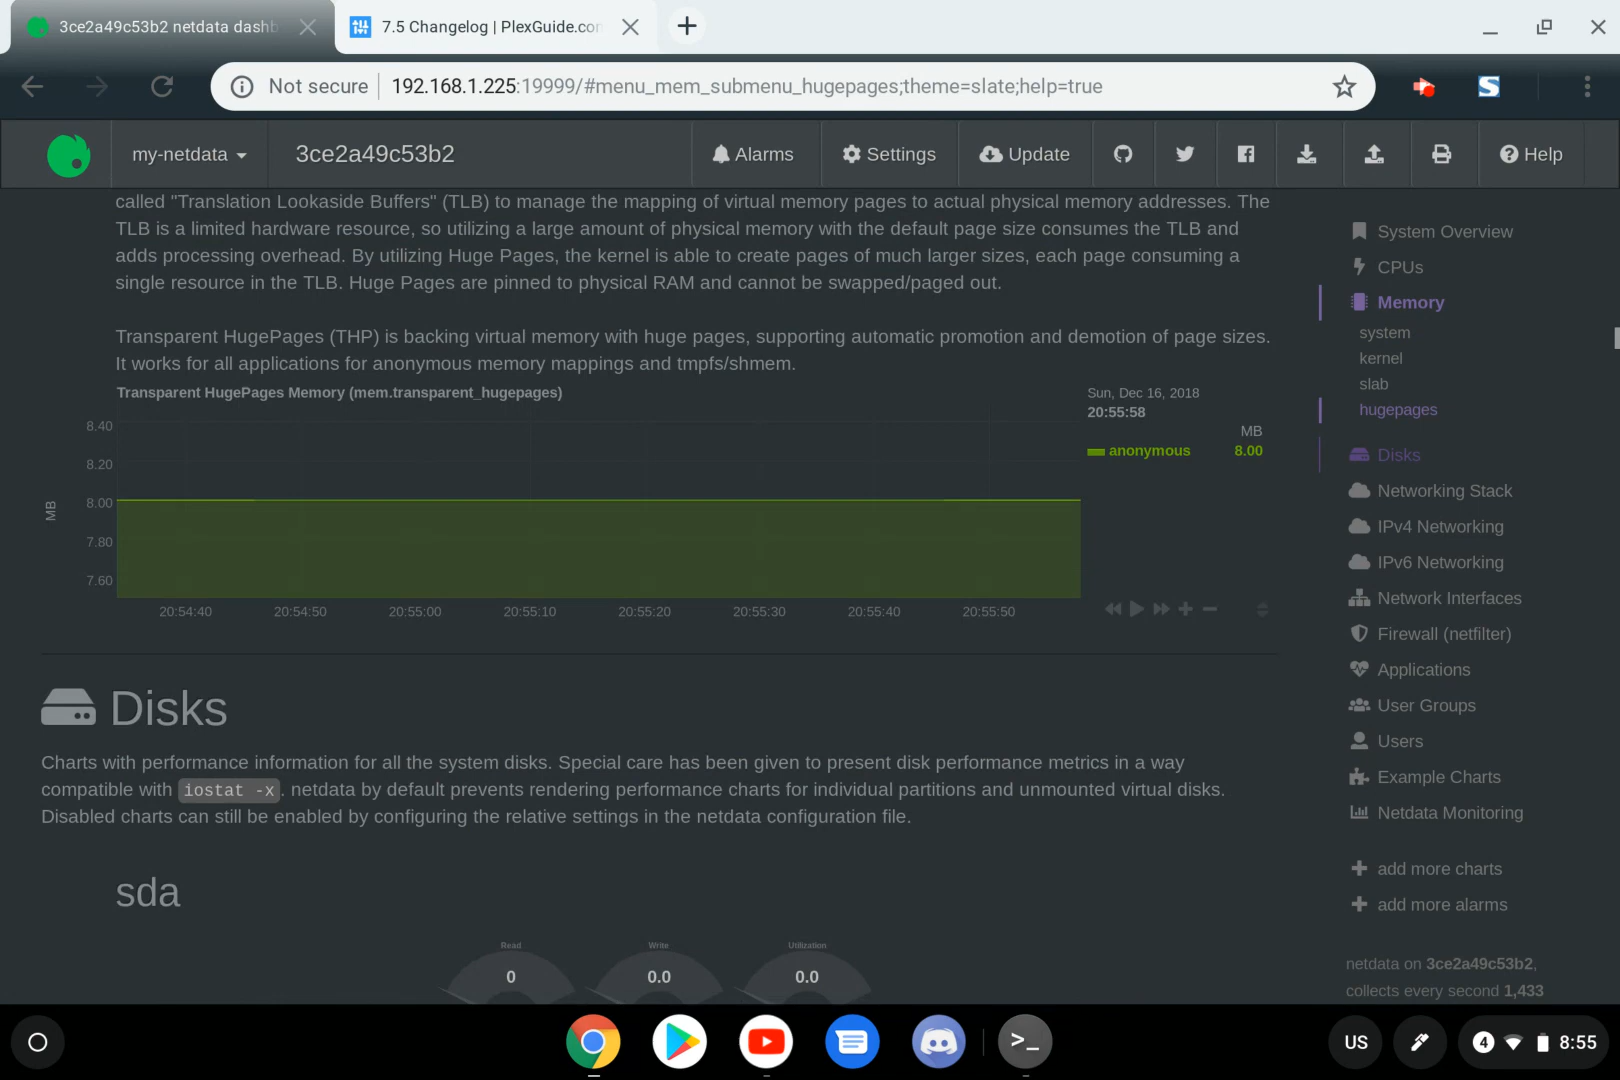 3ce2a49c53b2 netdata dashb
7.5 Changelog | PlexGuide.co
Not secure
192.168.1.225:19999/#menu_mem_submenu_hugepages;theme=slate;help=true
my-netdata
3ce2a49c53b2
Alarms
Settings
Update
Help
called "Translation Lookaside Buffers" (TLB) to manage the mapping of virtual memory pages to actual physical memory addresses. The
TLB is a limited hardware resource, so utilizing a large amount of physical memory with the default page size consumes the TLB and
adds processing overhead. By utilizing Huge Pages, the kernel is able to create pages of much larger sizes, each page consuming a
single resource in the TLB. Huge Pages are pinned to physical RAM and cannot be swapped/paged out.
Transparent HugePages (THP) is backing virtual memory with huge pages, supporting automatic promotion and demotion of page sizes.
It works for all applications for anonymous memory mappings and tmpfs/shmem.
Transparent HugePages Memory (mem.transparent_hugepages)
Sun, Dec 16, 2018
20:55:58
MB
anonymous 8.00
8.40
8.20
8.00
7.80
7.60
MB
20:54:40 20:54:50 20:55:00 20:55:10 20:55:20 20:55:30 20:55:40 20:55:50
Disks
Charts with performance information for all the system disks. Special care has been given to present disk performance metrics in a way
compatible with iostat -x. netdata by default prevents rendering performance charts for individual partitions and unmounted virtual disks.
Disabled charts can still be enabled by configuring the relative settings in the netdata configuration file.
sda
Read
0
Write
0.0
Utilization
0.0
System Overview
CPUs
Memory
system
kernel
slab
hugepages
Disks
Networking Stack
IPv4 Networking
IPv6 Networking
Network Interfaces
Firewall (netfilter)
Applications
User Groups
Users
Example Charts
Netdata Monitoring
add more charts
add more alarms
netdata on 3ce2a49c53b2,
collects every second 1,433
US
4
8:55